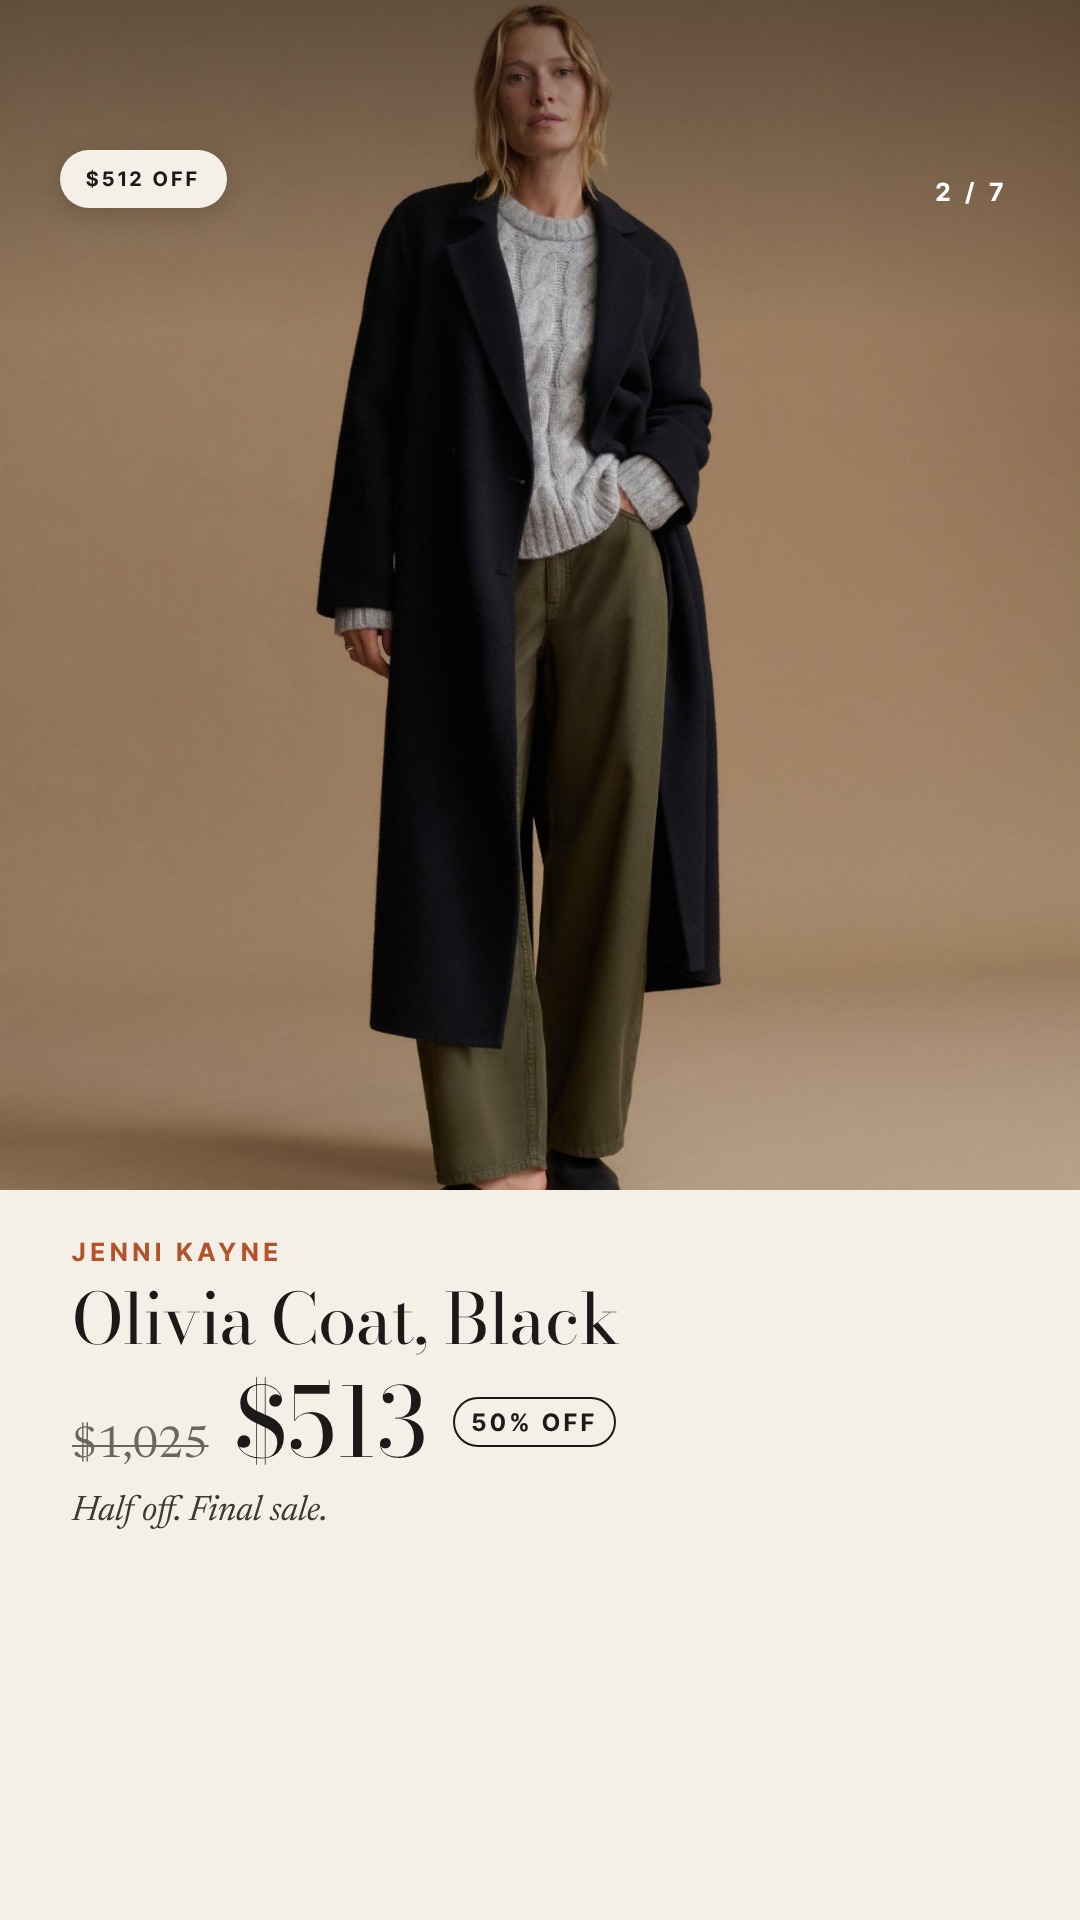 $512 OFF
2 / 7
JENNI KAYNE
Olivia Coat, Black
$1,025 $513 50% OFF
Half off. Final sale.